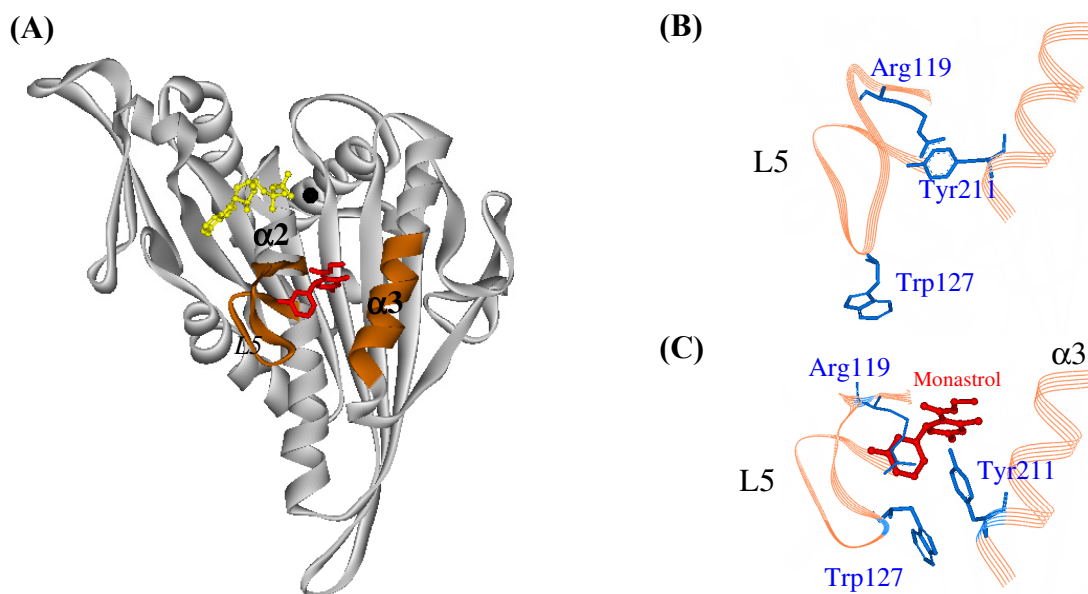 (A)
α2
α3
L5
(B)
Arg119
L5
Tyr211
Trp127
(C)
α3
Arg119
Monastrol
L5
Tyr211
Trp127